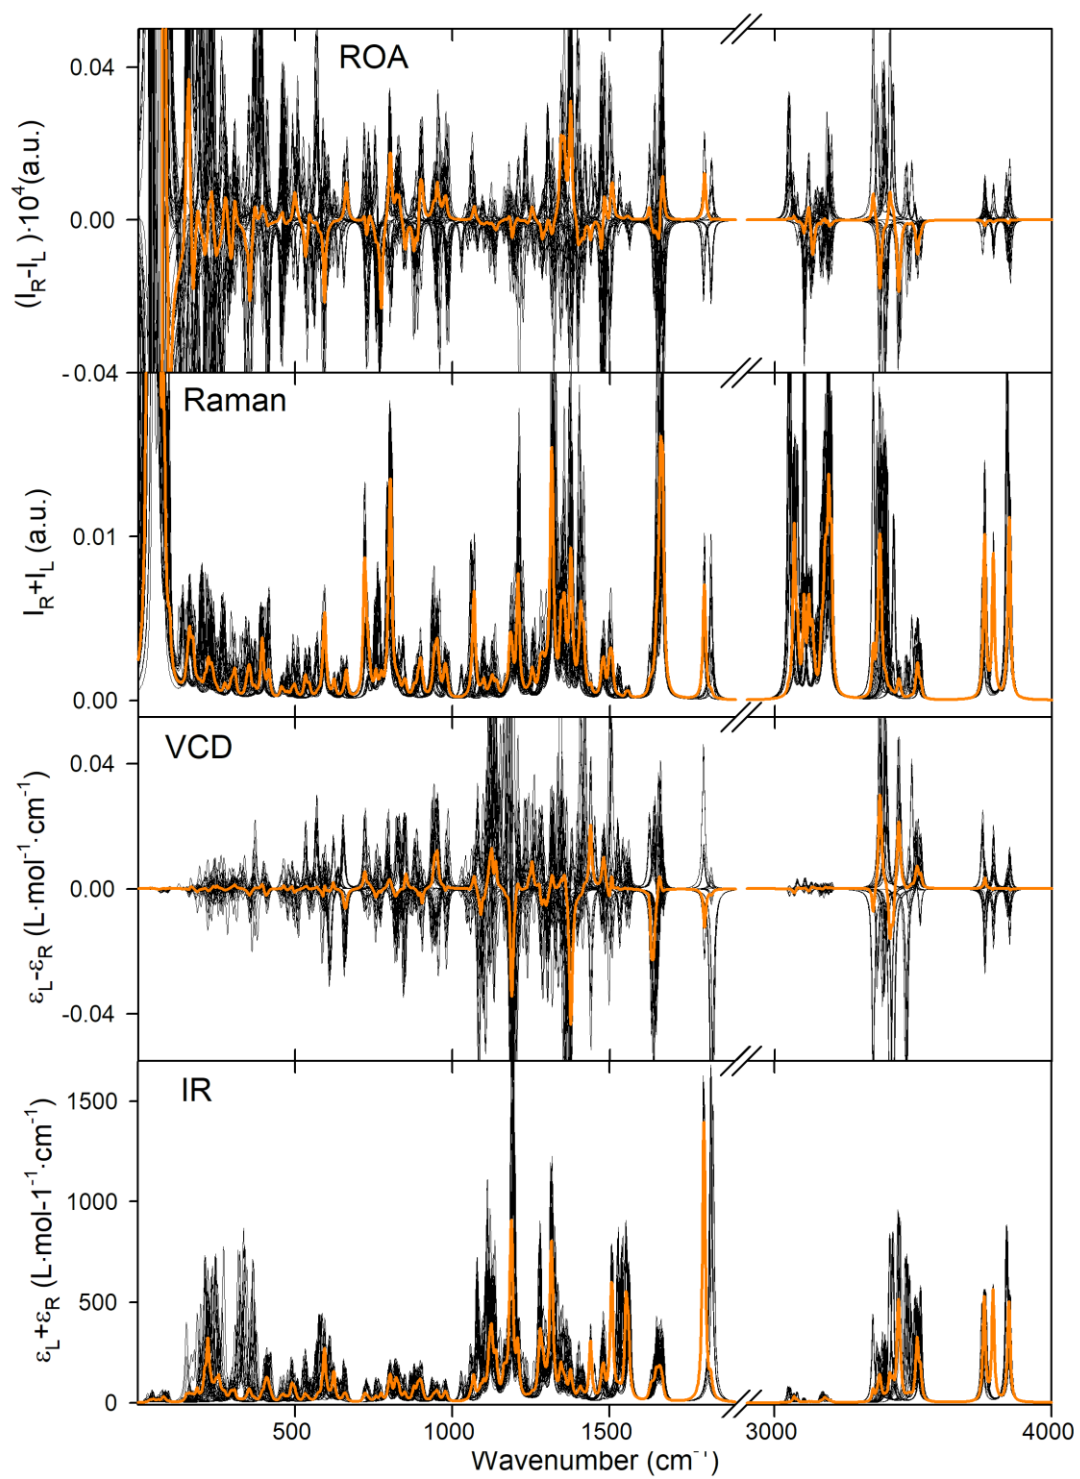 ROA
0.04
0.00
-0.04
(I_R-I_L)·10^4(a.u.)
Raman
0.01
0.00
I_R+I_L (a.u.)
VCD
0.04
0.00
-0.04
ε_L-ε_R (L·mol^-1·cm^-1)
IR
1500
1000
500
0
ε_L+ε_R (L·mol-1^-1·cm^-1)
500 1000 1500 3000 4000
Wavenumber (cm^-1)